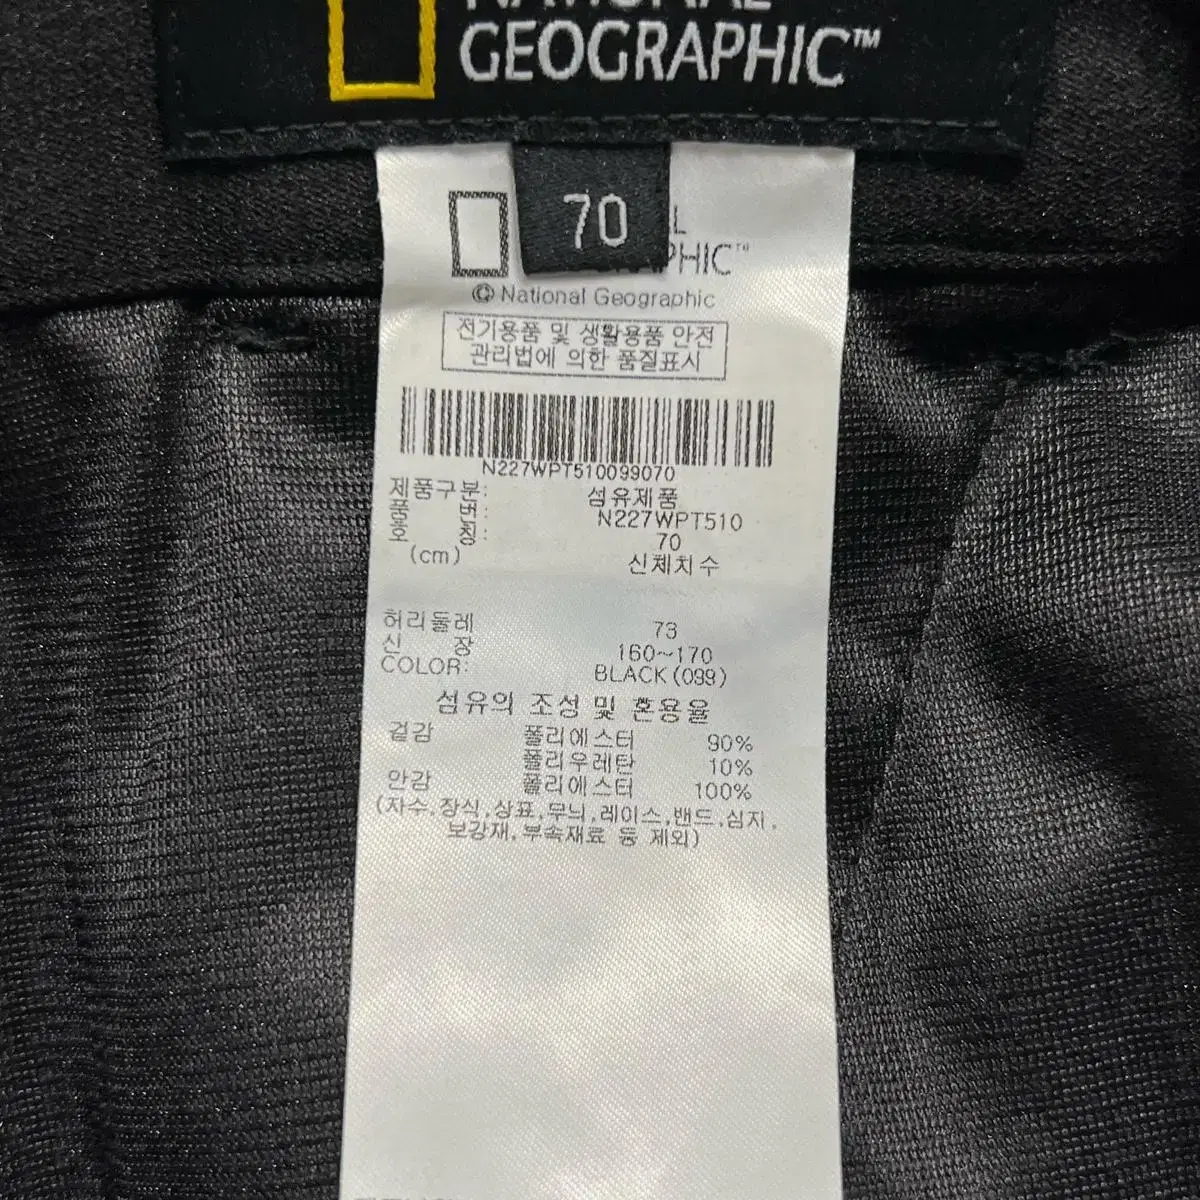 NATIONAL
GEOGRAPHIC™
70
L
PHIC™
© National Geographic
전기용품 및 생활용품 안전
관리법에 의한 품질표시
N227WPT510099070
제품구분: 섬유제품
품 번: N227WPT510
호 칭: 70
(cm) 신체치수
허리둘레 73
신 장 160~170
COLOR: BLACK(099)
섬유의 조성 및 혼용율
겉감 폴리에스터 90%
폴리우레탄 10%
안감 폴리에스터 100%
(자수,장식,상표,무늬,레이스,밴드,심지,
보강재,부속재료 등 제외)